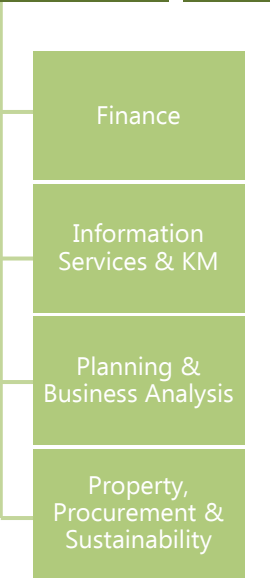 Finance
Information
Services & KM
Planning &
Business Analysis
Property,
Procurement &
Sustainability